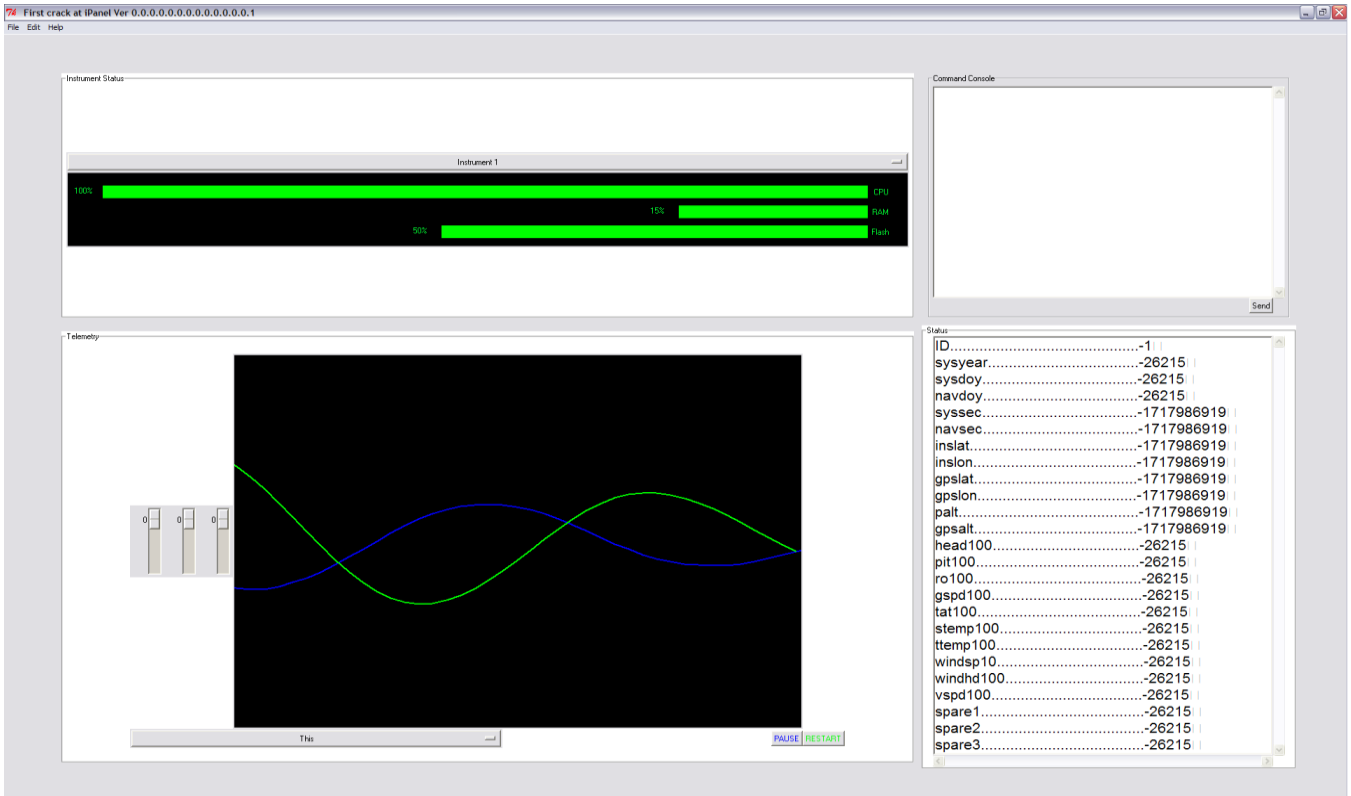 First crack at iPanel Ver 0.0.0.0.0.0.0.0.0.0.0.0.0.1
File Edit Help
Instrument Status
Instrument 1
100% CPU
15% RAM
50% Flash
Command Console
Send
Telemetry
0 0 0
This
PAUSE RESTART
Status
ID.............................................-1
sysyear....................................-26215
sysdoy.....................................-26215
navdoy.....................................-26215
syssec.....................................-1717986919
navsec.....................................-1717986919
inslat........................................-1717986919
inslon.......................................-1717986919
gpslat.......................................-1717986919
gpslon......................................-1717986919
palt...........................................-1717986919
gpsalt.......................................-1717986919
head100...................................-26215
pit100........................................-26215
ro100........................................-26215
gspd100....................................-26215
tat100........................................-26215
stemp100..................................-26215
ttemp100...................................-26215
windsp10...................................-26215
windhd100.................................-26215
vspd100....................................-26215
spare1.......................................-26215
spare2.......................................-26215
spare3.......................................-26215